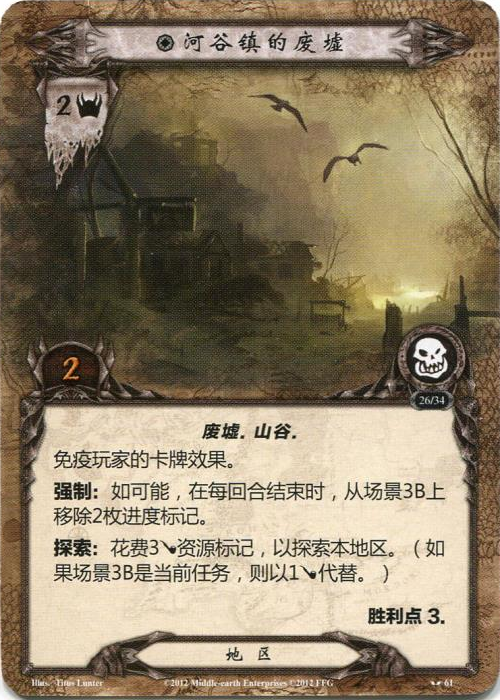 河谷镇的废墟
2
2
26/34
废墟. 山谷.
免疫玩家的卡牌效果。
强制: 如可能，在每回合结束时，从场景3B上
移除2枚进度标记。
探索: 花费3资源标记，以探索本地区。（如
果场景3B是当前任务，则以1代替。）
胜利点 3.
地区
Illus. Titus Lunter ©2012 Middle-earth Enterprises ©2012 FFG 61